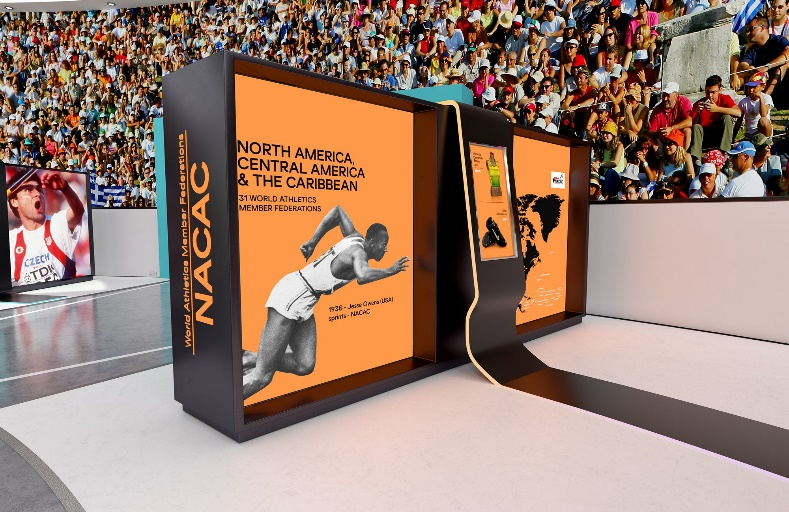 World Athletics Member Federations
NACAC
NORTH AMERICA,
CENTRAL AMERICA
& THE CARIBBEAN
31 WORLD ATHLETICS
MEMBER FEDERATIONS
1936 - Jesse Owens (USA)
sprints - NACAC
CZECH
TDK